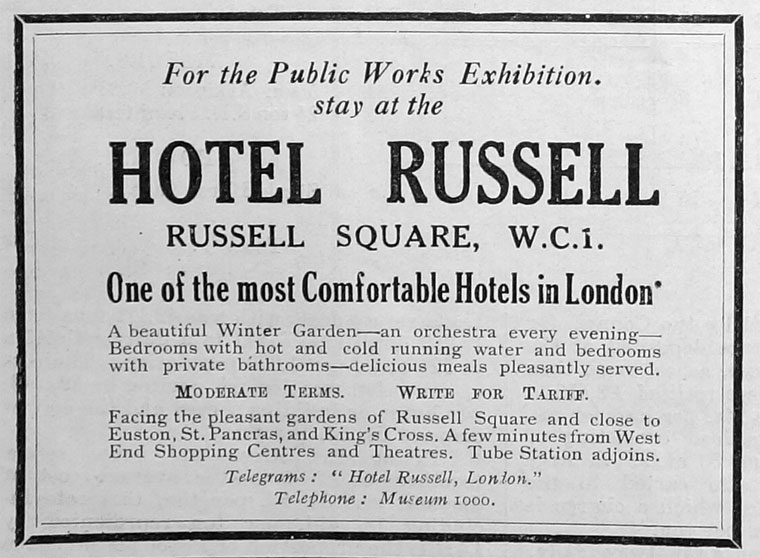 For the Public Works Exhibition.
stay at the
HOTEL RUSSELL
RUSSELL SQUARE, W.C.1.
One of the most Comfortable Hotels in London•
A beautiful Winter Garden—an orchestra every evening—
Bedrooms with hot and cold running water and bedrooms
with private bathrooms—delicious meals pleasantly served.
MODERATE TERMS. WRITE FOR TARIFF.
Facing the pleasant gardens of Russell Square and close to
Euston, St. Pancras, and King's Cross. A few minutes from West
End Shopping Centres and Theatres. Tube Station adjoins.
Telegrams : “ Hotel Russell, London.”
Telephone : Museum 1000.